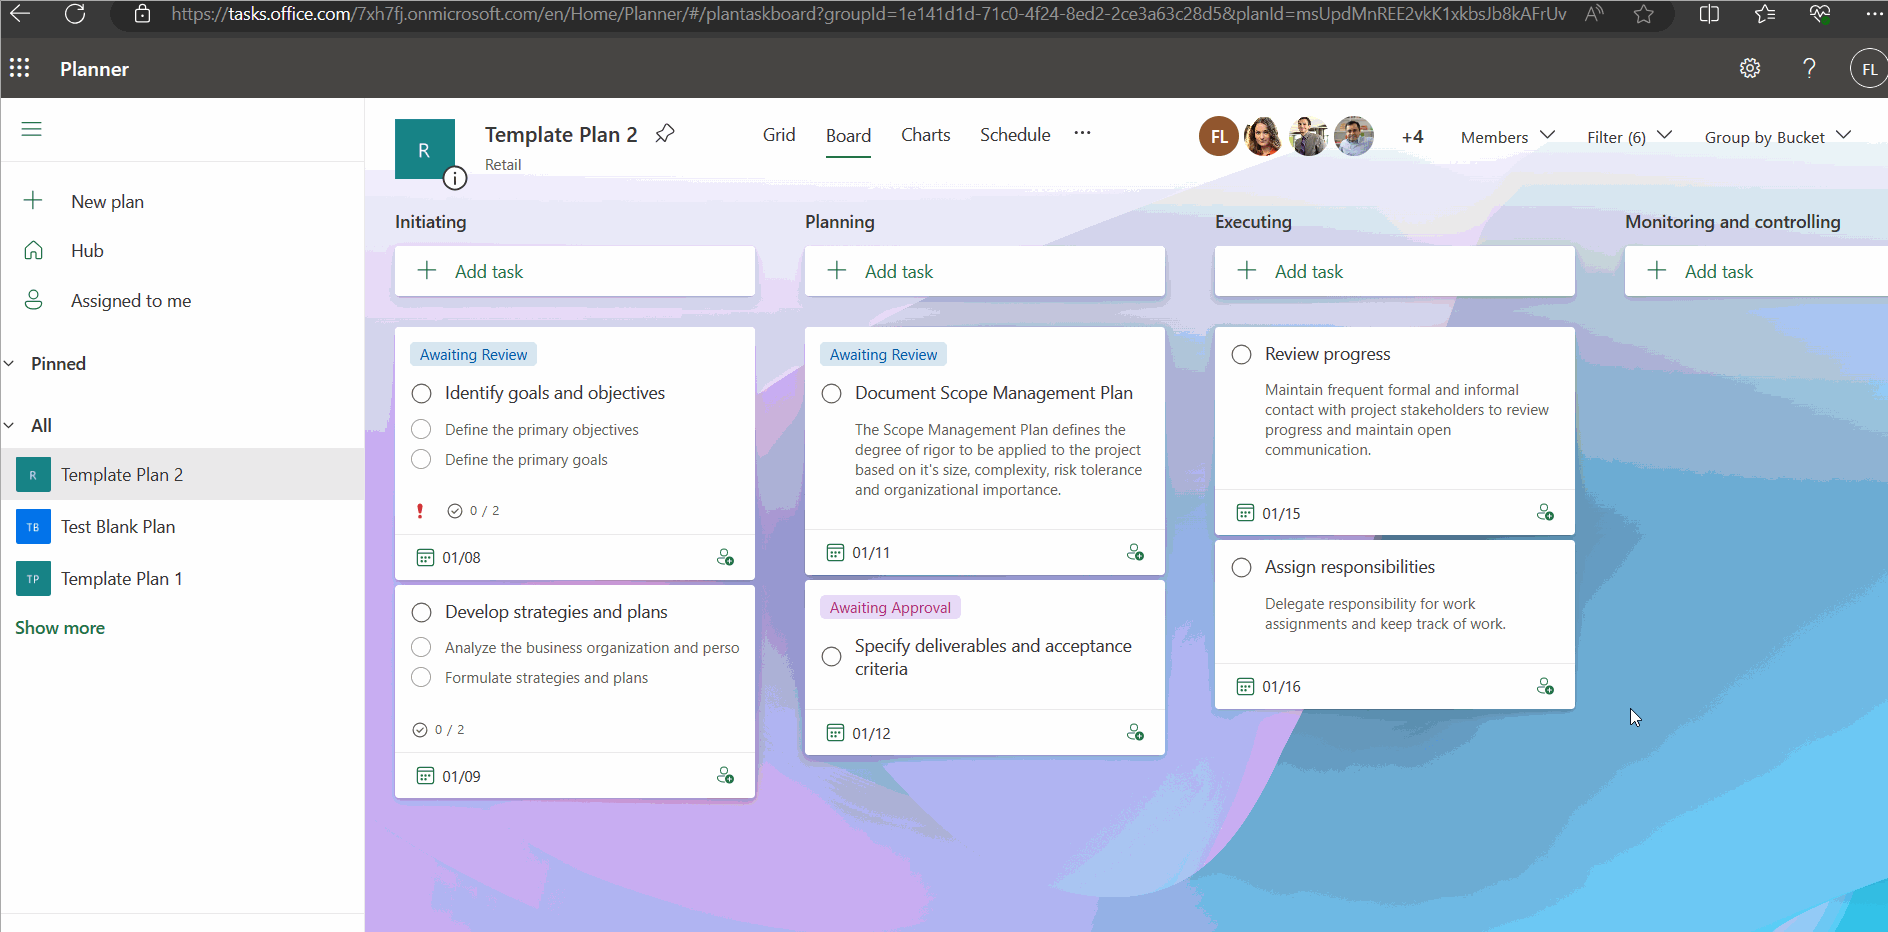 https://tasks.office.com/7xh7fj.onmicrosoft.com/en/Home/Planner/#/plantaskboard?groupId=1e141d1d-71c0-4f24-8ed2-2ce3a63c28d5&planId=msUpdMnREE2vkK1xkbsJb8kAFrUv
Planner
FL
New plan
Hub
Assigned to me
Pinned
All
R
Template Plan 2
TB
Test Blank Plan
TP
Template Plan 1
Show more
R
Template Plan 2
Retail
Grid
Board
Charts
Schedule
FL
+4
Members
Filter (6)
Group by Bucket
Initiating
Add task
Awaiting Review
Identify goals and objectives
Define the primary objectives
Define the primary goals
0 / 2
01/08
Develop strategies and plans
Analyze the business organization and perso
Formulate strategies and plans
0 / 2
01/09
Planning
Add task
Awaiting Review
Document Scope Management Plan
The Scope Management Plan defines the
degree of rigor to be applied to the project
based on it's size, complexity, risk tolerance
and organizational importance.
01/11
Awaiting Approval
Specify deliverables and acceptance
criteria
01/12
Executing
Add task
Review progress
Maintain frequent formal and informal
contact with project stakeholders to review
progress and maintain open
communication.
01/15
Assign responsibilities
Delegate responsibility for work
assignments and keep track of work.
01/16
Monitoring and controlling
Add task